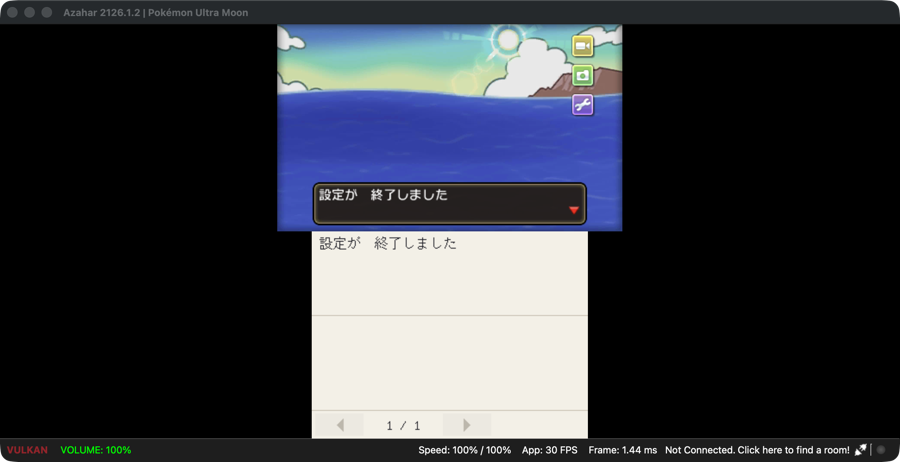 Azahar 2126.1.2 | Pokémon Ultra Moon
設定が　終了しました
設定が　終了しました
1 / 1
VULKAN VOLUME: 100% Speed: 100% / 100% App: 30 FPS Frame: 1.44 ms Not Connected. Click here to find a room!